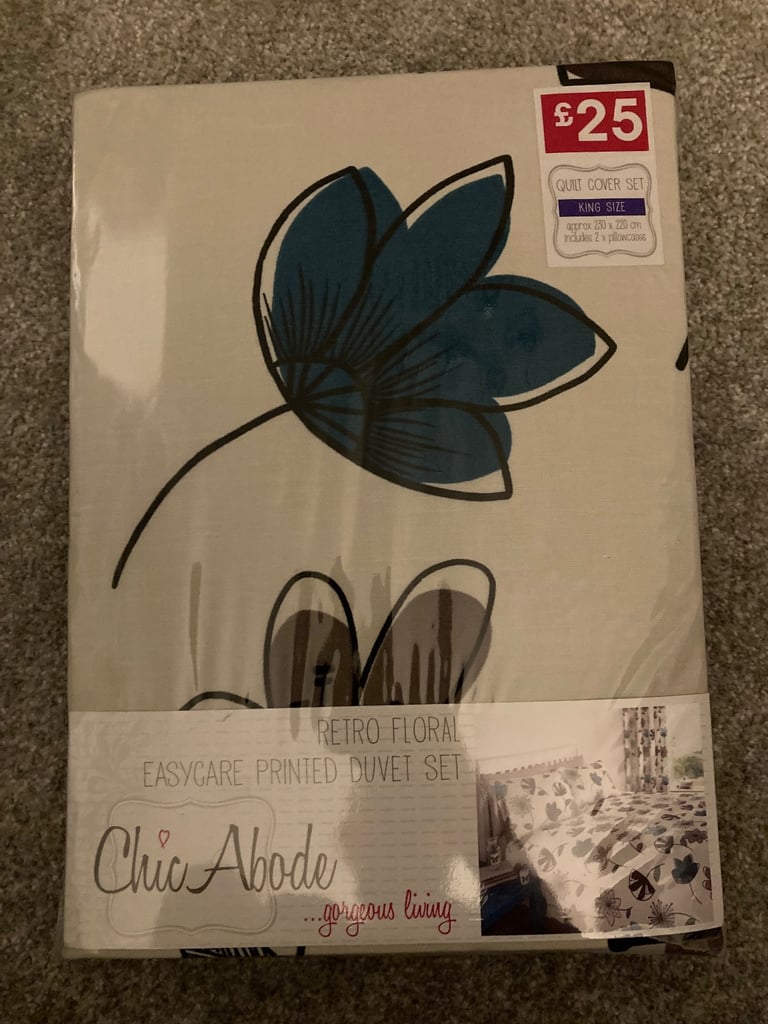 £25
QUILT COVER SET
KING SIZE
approx 230 x 220 cm
includes 2 x pillowcases
RETRO FLORAL
EASYCARE PRINTED DUVET SET
Chic Abode
...gorgeous living